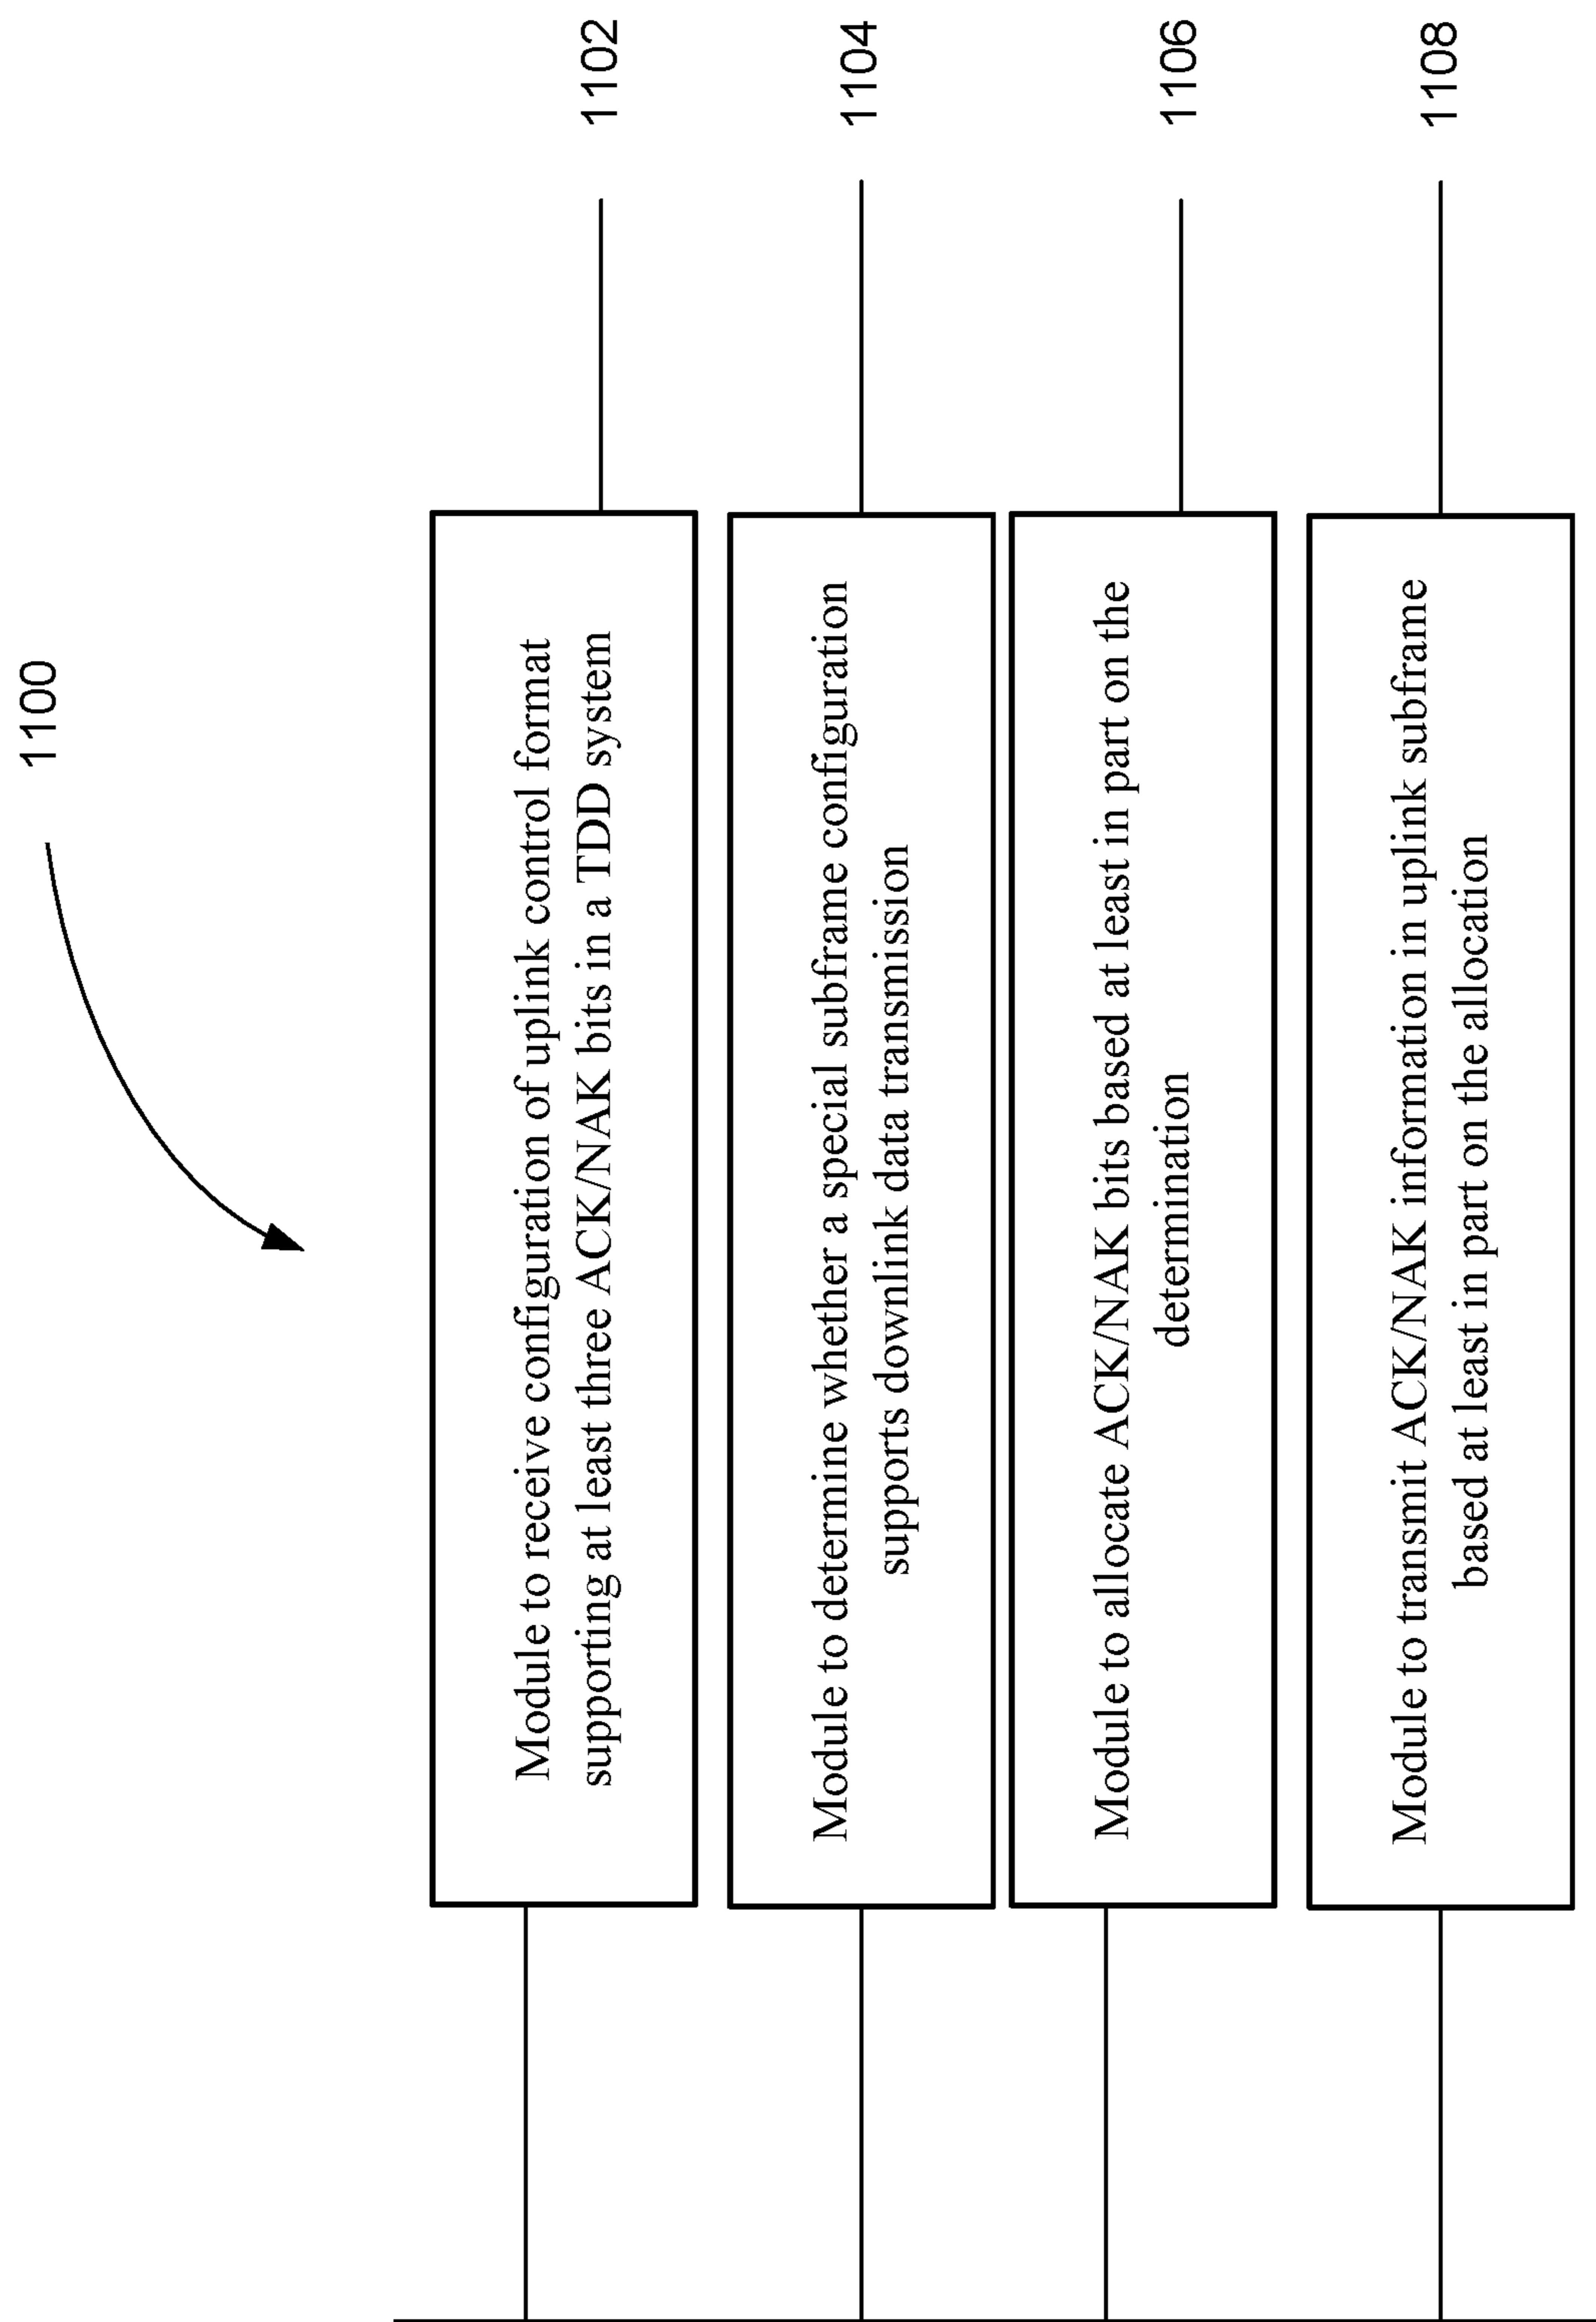 1100
Module to receive configuration of uplink control format
supporting at least three ACK/NAK bits in a TDD system
1102
Module to determine whether a special subframe configuration
supports downlink data transmission
1104
Module to allocate ACK/NAK bits based at least in part on the
determination
1106
Module to transmit ACK/NAK information in uplink subframe
based at least in part on the allocation
1108